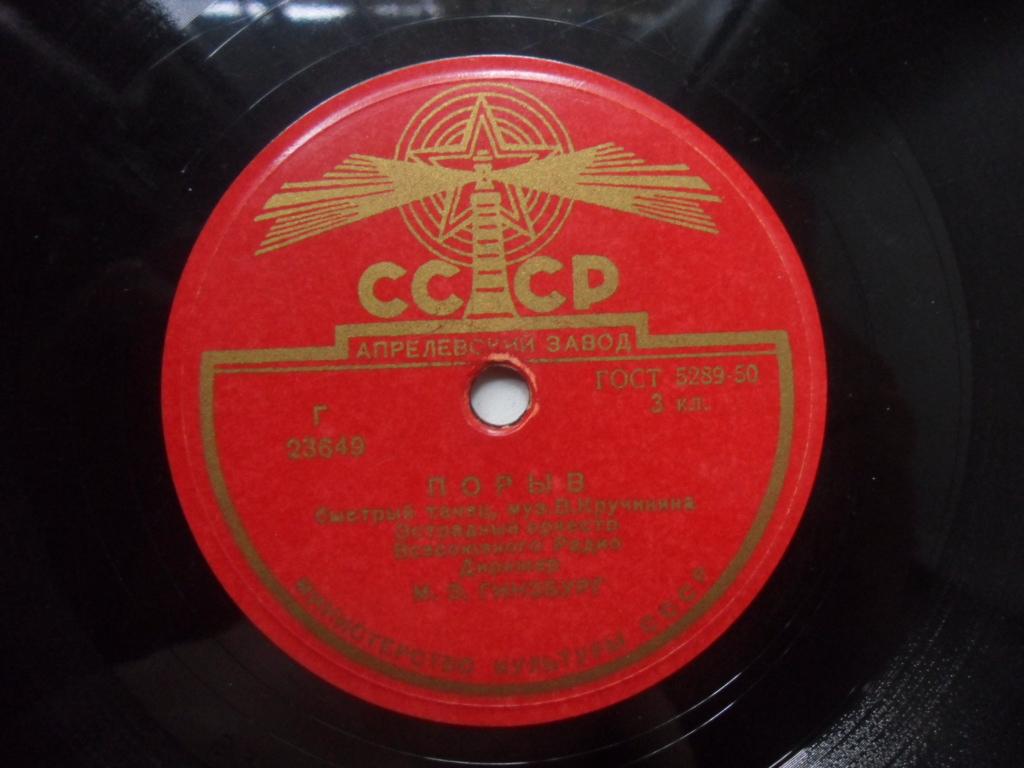 СССР
АПРЕЛЕВСКИЙ ЗАВОД
ГОСТ 5289-50
3 кл.
Г
23649
ПОРЫВ
быстрый танец, муз. В. Кручинина
Эстрадный оркестр
Всесоюзного Радио
Дирижер
М. Э. ГИНЗБУРГ
МИНИСТЕРСТВО КУЛЬТУРЫ СССР